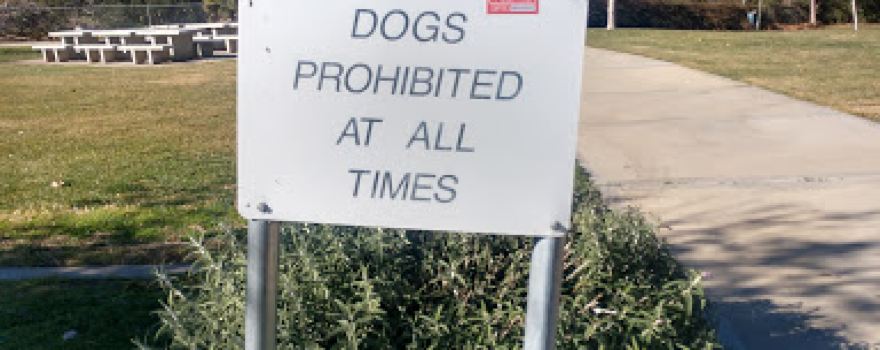 DOGS
PROHIBITED
AT ALL
TIMES